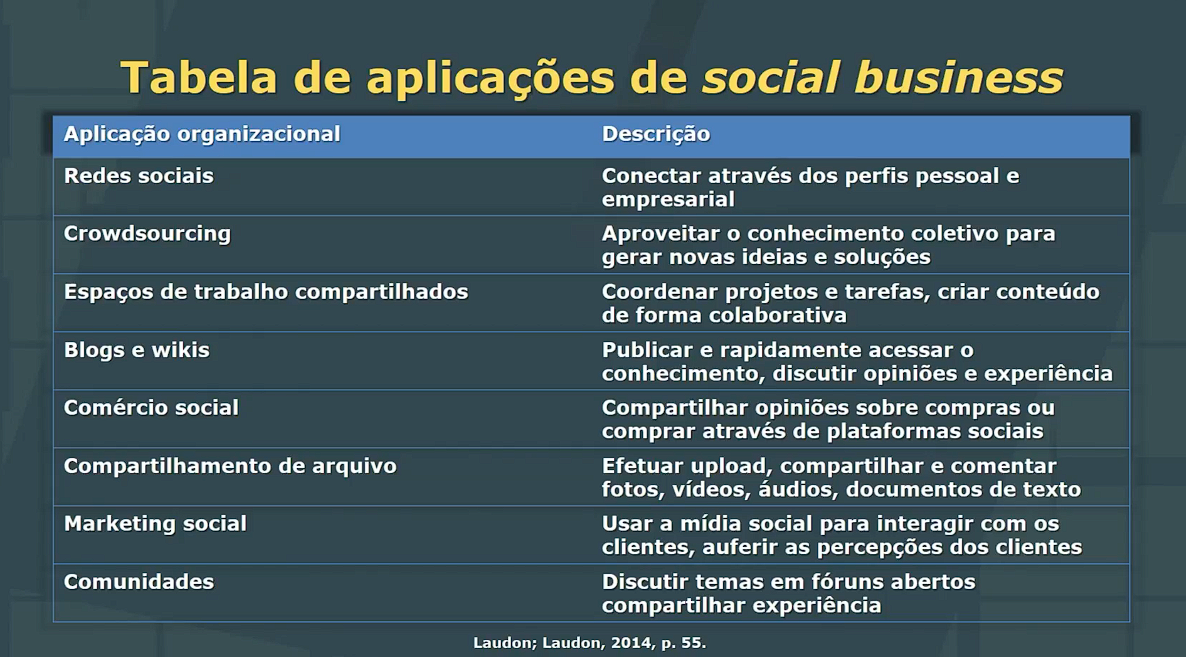 Tabela de aplicações de social business
Aplicação organizacional
Descrição
Redes sociais
Conectar através dos perfis pessoal e
empresarial
Crowdsourcing
Aproveitar o conhecimento coletivo para
gerar novas ideias e soluções
Espaços de trabalho compartilhados
Coordenar projetos e tarefas, criar conteúdo
de forma colaborativa
Blogs e wikis
Publicar e rapidamente acessar o
conhecimento, discutir opiniões e experiência
Comércio social
Compartilhar opiniões sobre compras ou
comprar através de plataformas sociais
Compartilhamento de arquivo
Efetuar upload, compartilhar e comentar
fotos, vídeos, áudios, documentos de texto
Marketing social
Usar a mídia social para interagir com os
clientes, auferir as percepções dos clientes
Comunidades
Discutir temas em fóruns abertos
compartilhar experiência
Laudon; Laudon, 2014, p. 55.